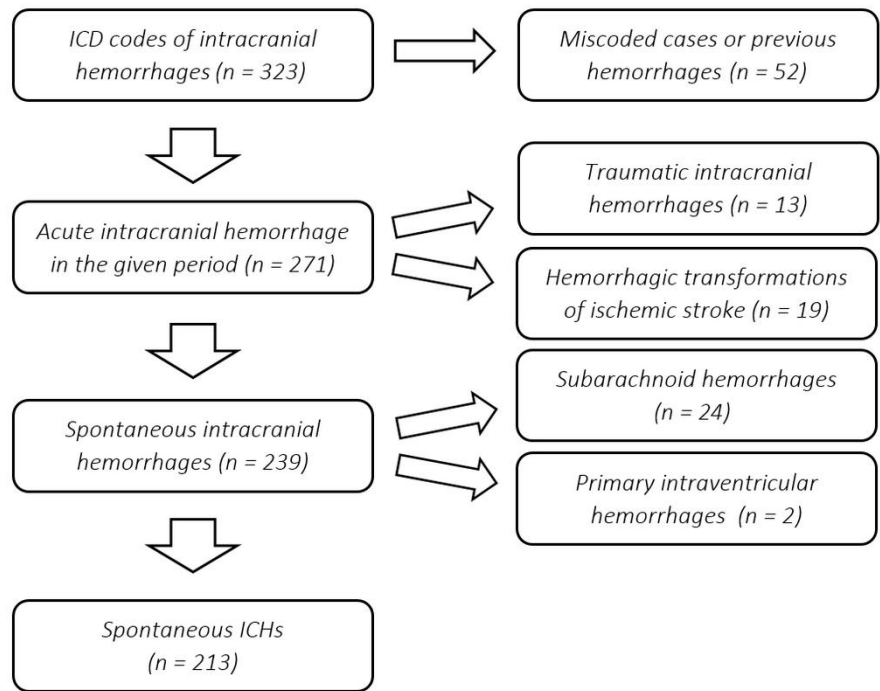 ICD codes of intracranial
hemorrhages (n = 323)
Miscoded cases or previous
hemorrhages (n = 52)
Traumatic intracranial
hemorrhages (n = 13)
Acute intracranial hemorrhage
in the given period (n = 271)
Hemorrhagic transformations
of ischemic stroke (n = 19)
Subarachnoid hemorrhages
(n = 24)
Spontaneous intracranial
hemorrhages (n = 239)
Primary intraventricular
hemorrhages (n = 2)
Spontaneous ICHs
(n = 213)